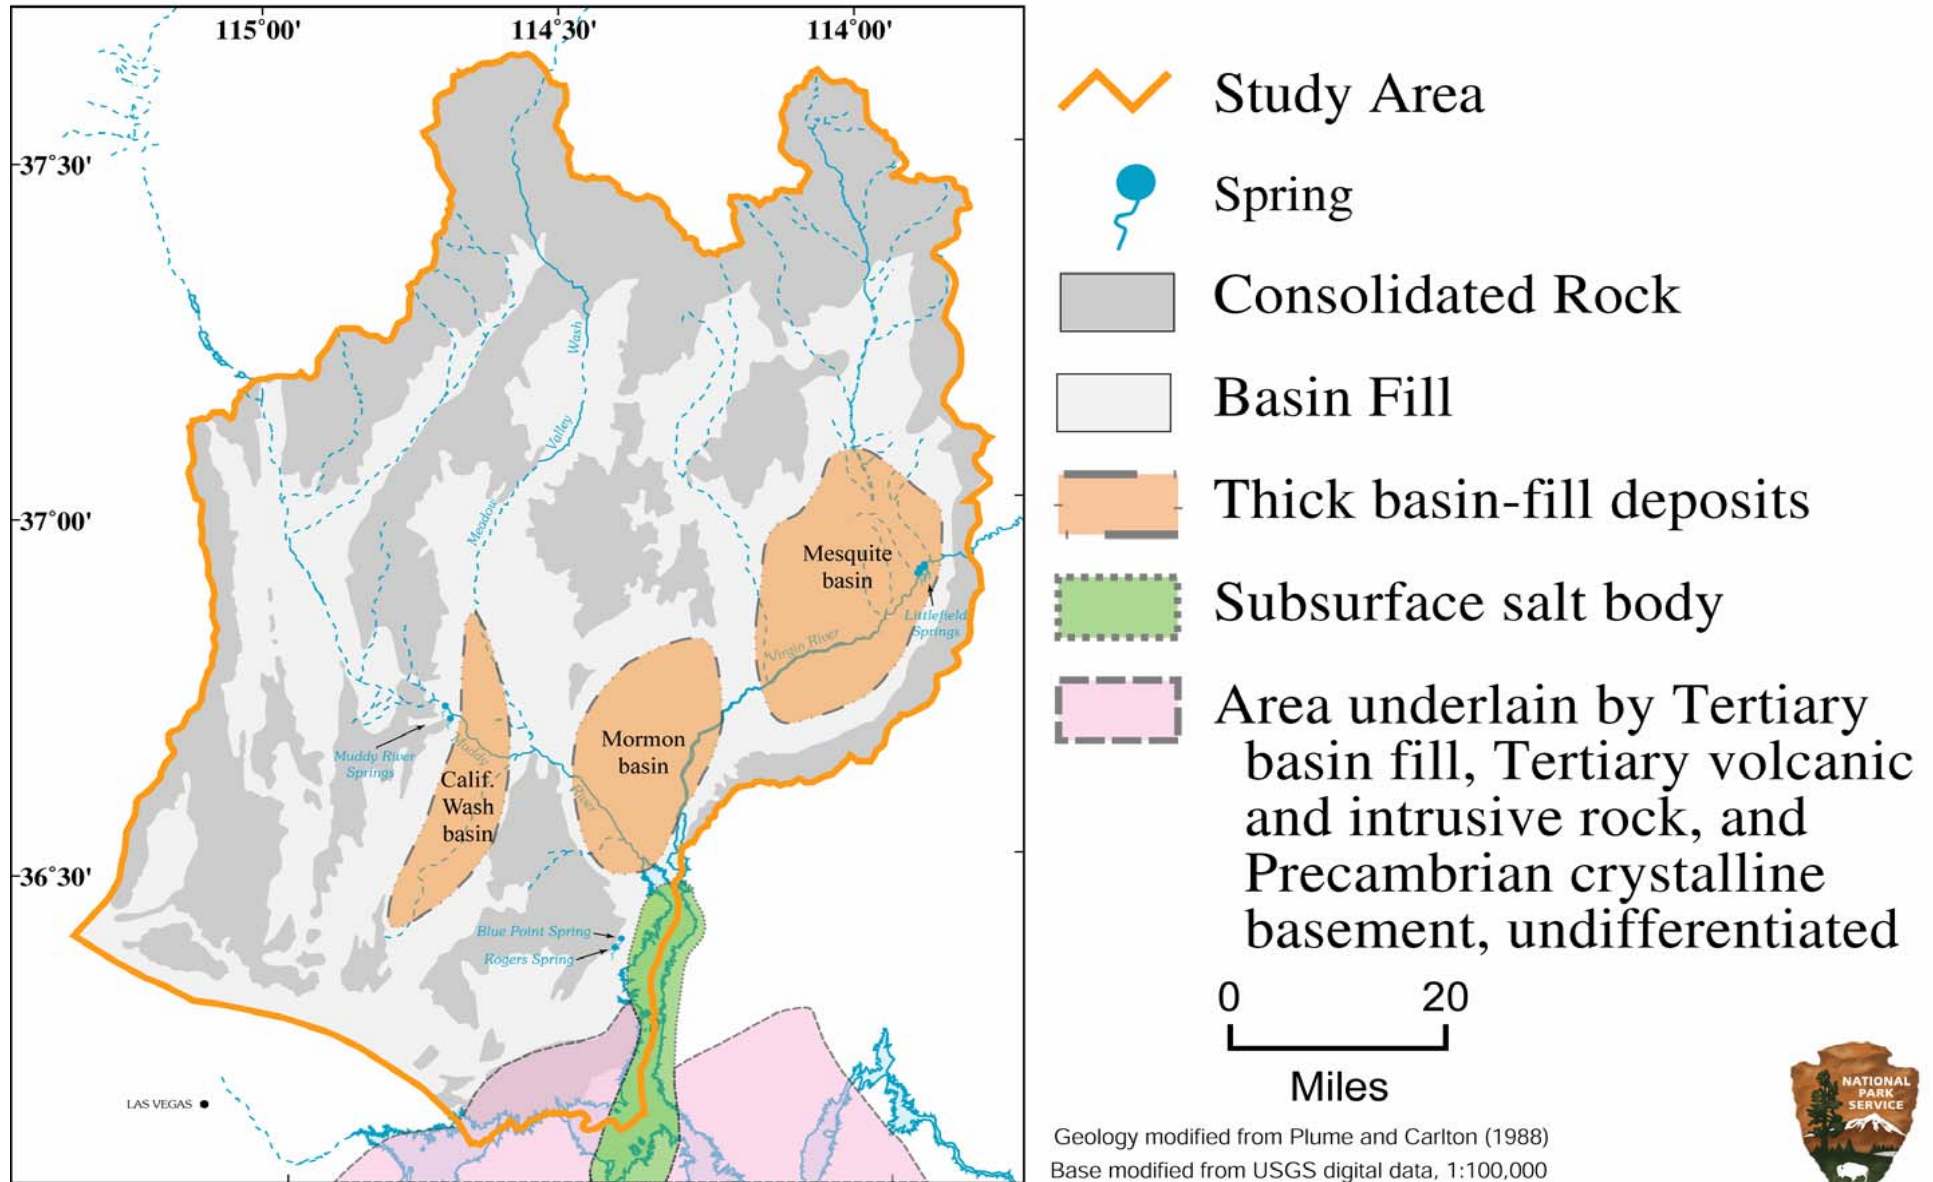 115°00'
114°30'
114°00'
37°30'
37°00'
36°30'
Wash
Valley
Meadow
Mesquite
basin
Littlefield
Springs
Virgin River
Mormon
basin
Muddy River
Springs
Muddy
River
Calif.
Wash
basin
Blue Point Spring
Rogers Spring
LAS VEGAS
Study Area
Spring
Consolidated Rock
Basin Fill
Thick basin-fill deposits
Subsurface salt body
Area underlain by Tertiary
basin fill, Tertiary volcanic
and intrusive rock, and
Precambrian crystalline
basement, undifferentiated
0 20
Miles
Geology modified from Plume and Carlton (1988)
Base modified from USGS digital data, 1:100,000
NATIONAL
PARK
SERVICE